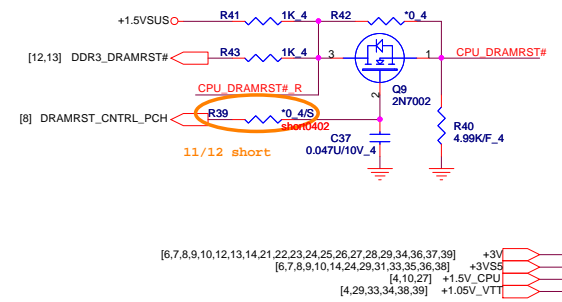 +1.5VSUS R41 1K_4 R42 *0_4
[12,13] DDR3_DRAMRST# R43 1K_4 3 1 CPU_DRAMRST#
CPU_DRAMRST#_R 2 Q9
2N7002
[8] DRAMRST_CNTRL_PCH R39 *0_4/S
short0402
C37
0.047U/10V_4
R40
4.99K/F_4
11/12 short
[6,7,8,9,10,12,13,14,21,22,23,24,25,26,27,28,29,34,36,37,39] +3V
[6,7,8,9,10,14,24,29,31,33,35,36,38] +3VS5
[4,10,27] +1.5V_CPU
[4,29,33,34,38,39] +1.05V_VTT